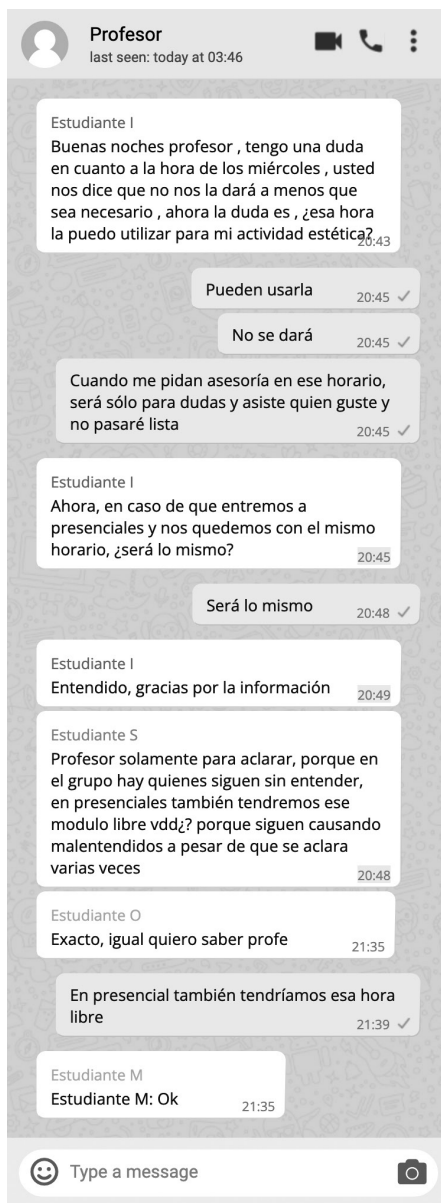 Profesor
last seen: today at 03:46
Estudiante I
Buenas noches profesor , tengo una duda
en cuanto a la hora de los miércoles , usted
nos dice que no nos la dará a menos que
sea necesario , ahora la duda es , ¿esa hora
la puedo utilizar para mi actividad estética?
20:43
Pueden usarla
20:45
No se dará
20:45
Cuando me pidan asesoría en ese horario,
será sólo para dudas y asiste quien guste y
no pasaré lista
20:45
Estudiante I
Ahora, en caso de que entremos a
presenciales y nos quedemos con el mismo
horario, ¿será lo mismo?
20:45
Será lo mismo
20:48
Estudiante I
Entendido, gracias por la información
20:49
Estudiante S
Profesor solamente para aclarar, porque en
el grupo hay quienes siguen sin entender,
en presenciales también tendremos ese
modulo libre vdd¿? porque siguen causando
malentendidos a pesar de que se aclara
varias veces
20:48
Estudiante O
Exacto, igual quiero saber profe
21:35
En presencial también tendríamos esa hora
libre
21:39
Estudiante M
Estudiante M: Ok
21:35
Type a message